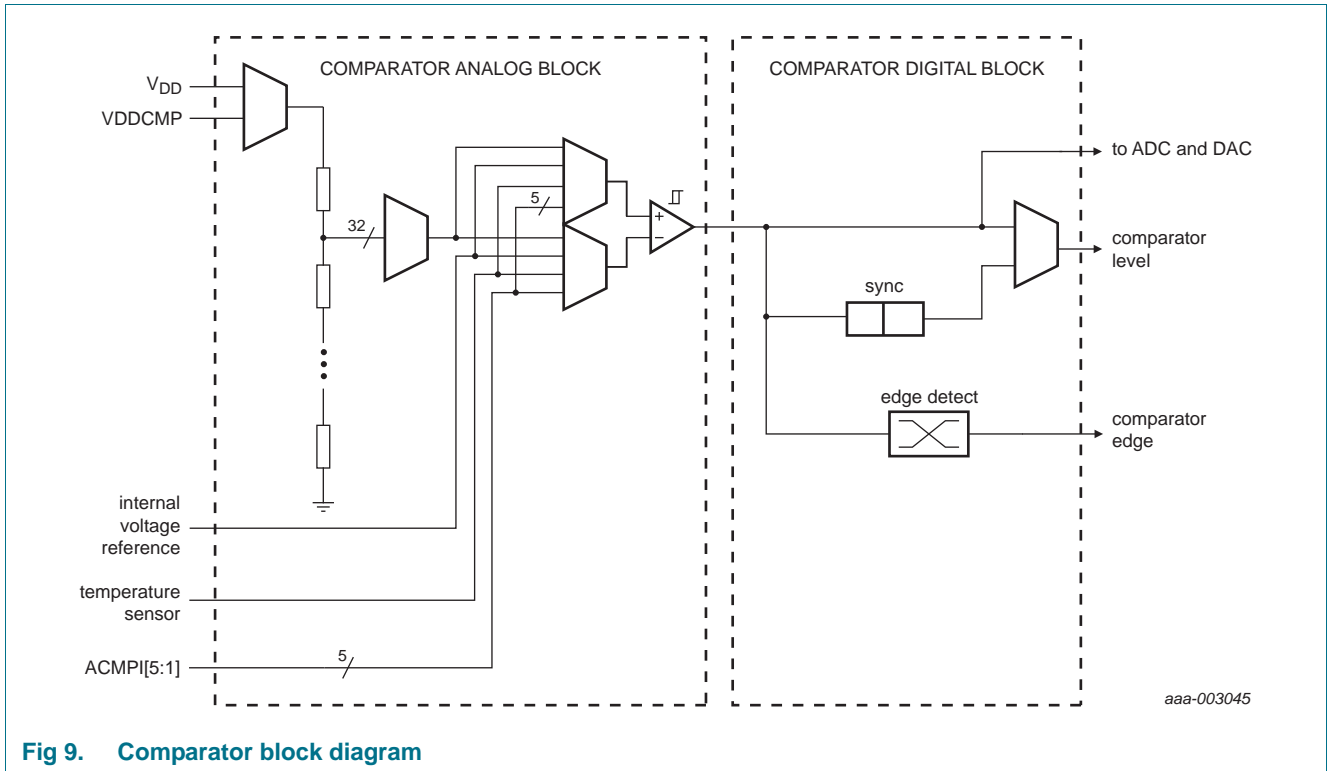 COMPARATOR ANALOG BLOCK
COMPARATOR DIGITAL BLOCK
VDD
VDDCMP
32
5
+
−
to ADC and DAC
comparator
level
sync
edge detect
comparator
edge
internal
voltage
reference
temperature
sensor
ACMPI[5:1]
5
aaa-003045
Fig 9. Comparator block diagram